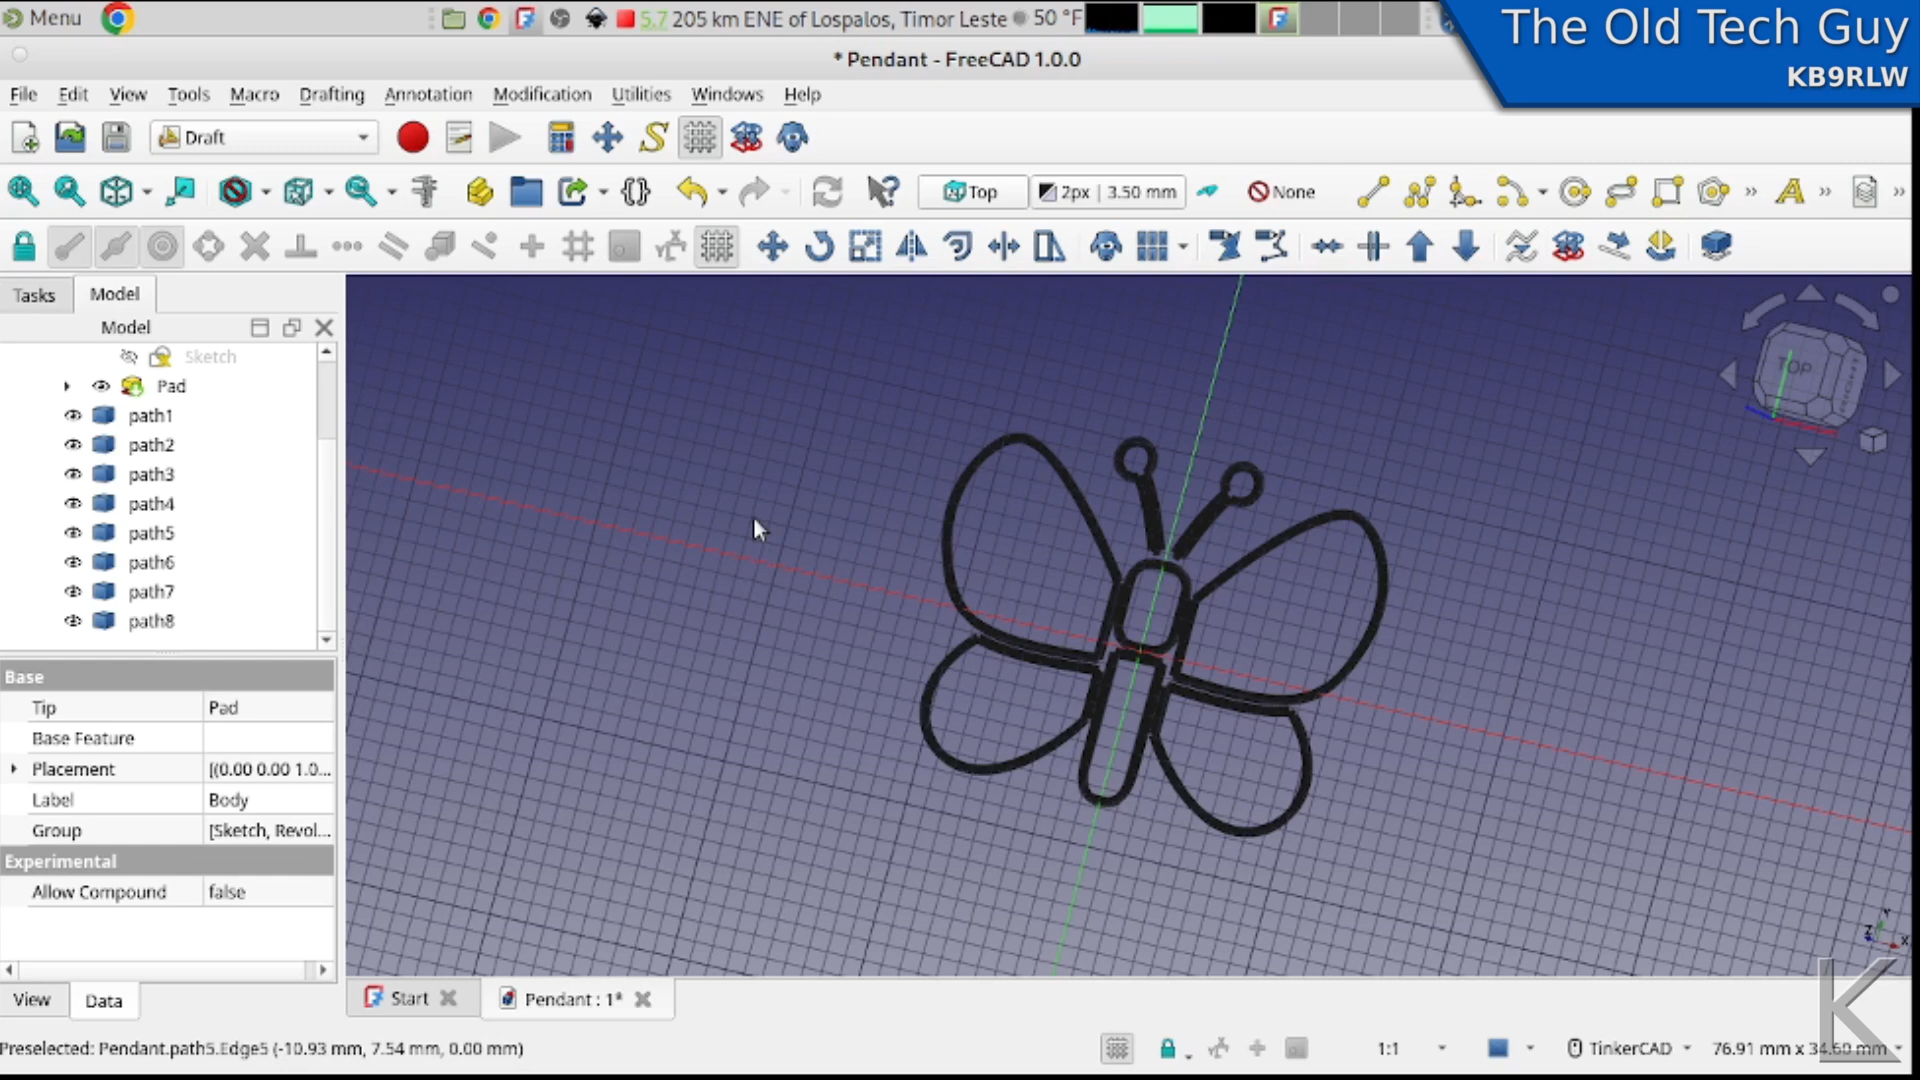 Menu
5.7 205 km ENE of Lospalos, Timor Leste
50 °F
The Old Tech Guy
KB9RLW
* Pendant - FreeCAD 1.0.0
File Edit View Tools Macro Drafting Annotation Modification Utilities Windows Help
Draft
Top
2px | 3.50 mm
None
Tasks Model
Model
Sketch
Pad
path1
path2
path3
path4
path5
path6
path7
path8
TOP
Base
Tip Pad
Base Feature
Placement [(0.00 0.00 1.0...
Label Body
Group [Sketch, Revol...
Experimental
Allow Compound false
View Data
Start
Pendant : 1*
Y
Z
X
K
Preselected: Pendant.path5.Edge5 (-10.93 mm, 7.54 mm, 0.00 mm)
1:1
TinkerCAD
76.91 mm x 34.60 mm